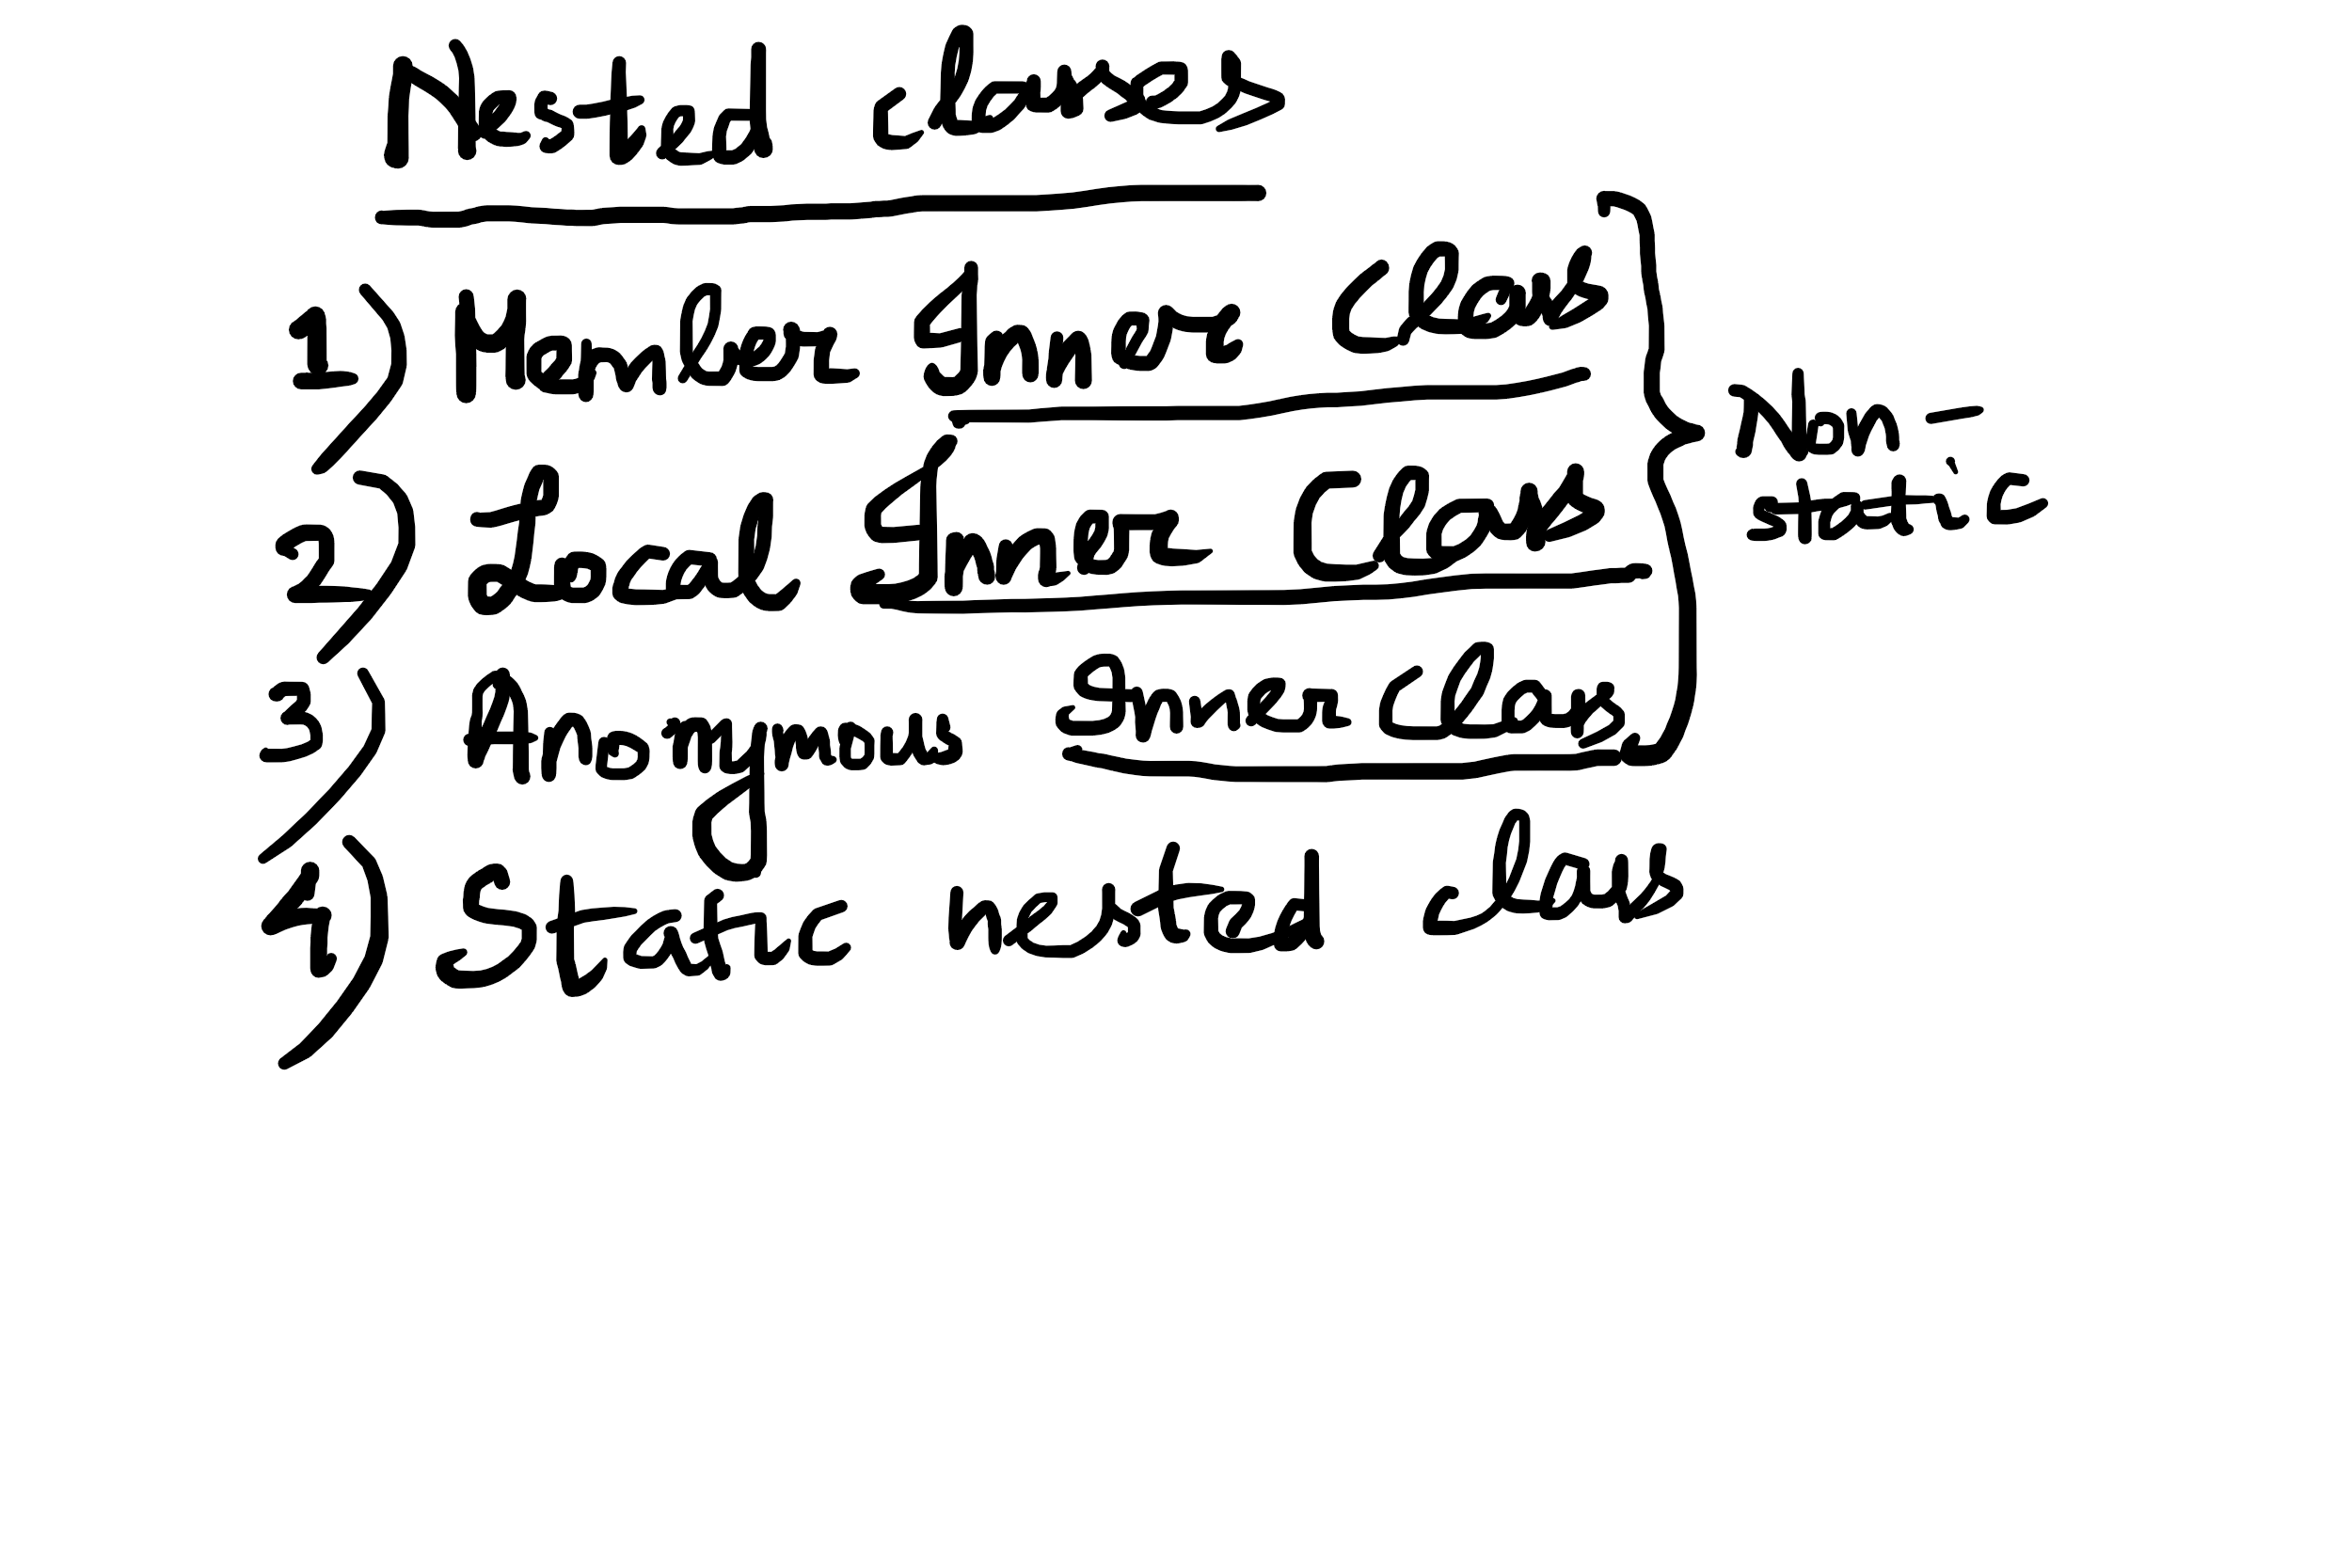 Nested classes
1) Member Inner Class
2) Local Inner Class
3) Anonymous Inner Class
4) Static nested class
Non-
static